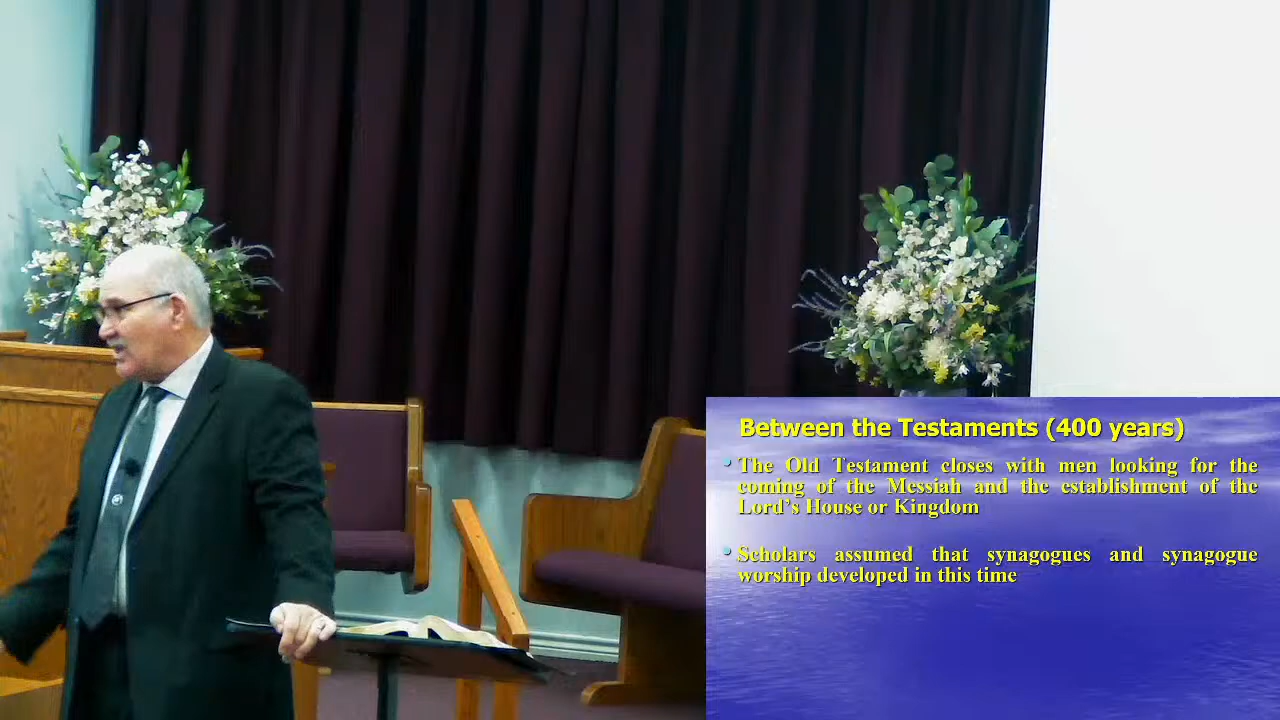 Between the Testaments (400 years)
• The Old Testament closes with men looking for the
coming of the Messiah and the establishment of the
Lord's House or Kingdom
• Scholars assumed that synagogues and synagogue
worship developed in this time